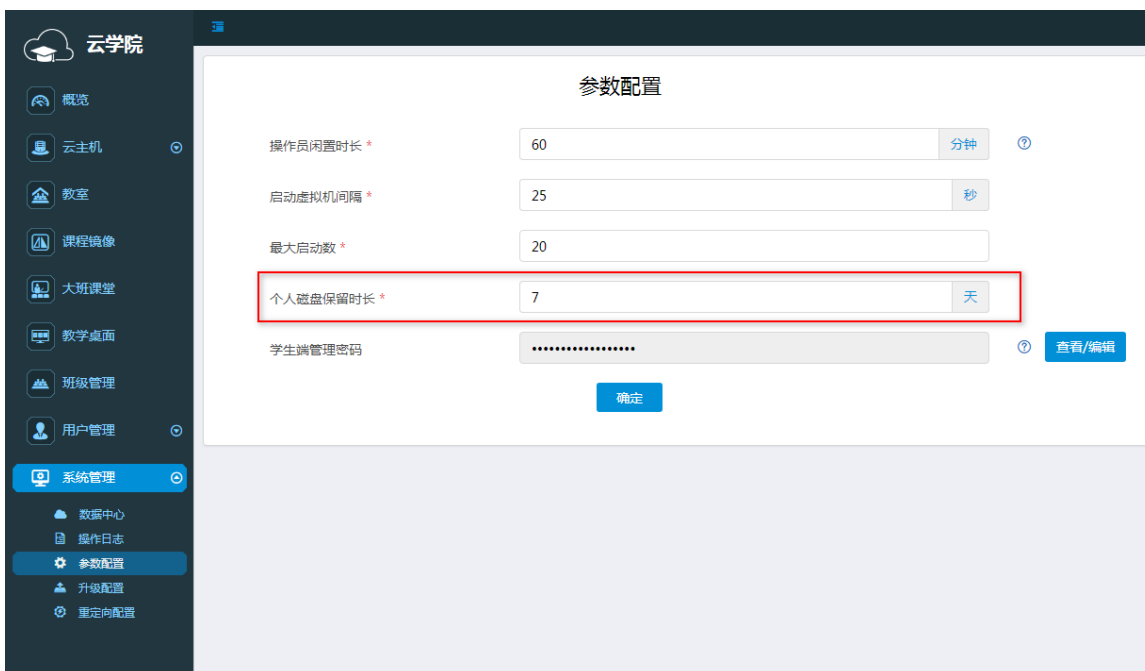 云学院
概览
云主机
教室
课程镜像
大班课堂
教学桌面
班级管理
用户管理
系统管理
数据中心
操作日志
参数配置
升级配置
重定向配置
参数配置
操作员闲置时长 * 60 分钟
启动虚拟机间隔 * 25 秒
最大启动数 * 20
个人磁盘保留时长 * 7 天
学生端管理密码 •••••••••••••••••• 查看/编辑
确定